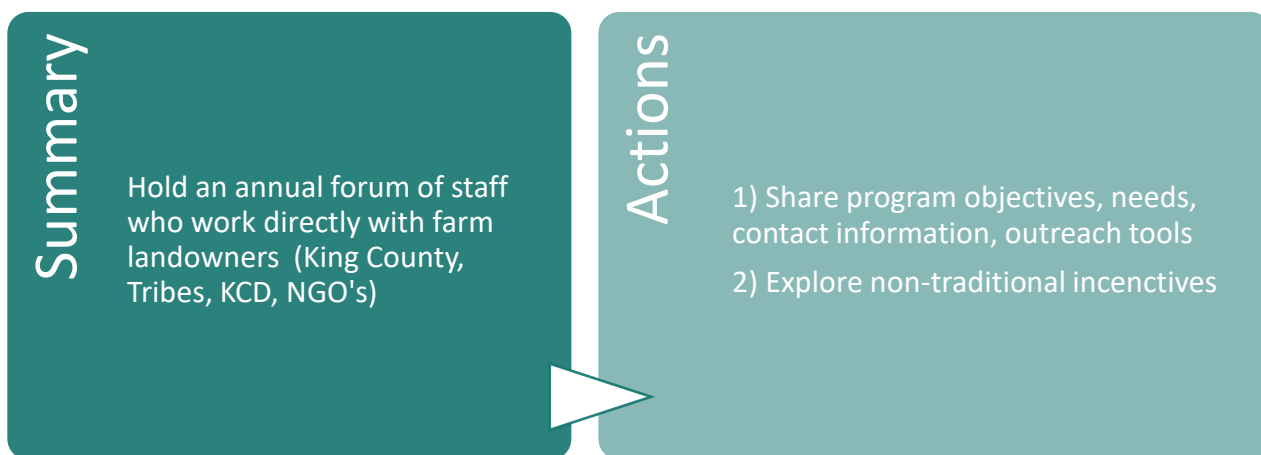 Summary
Hold an annual forum of staff
who work directly with farm
landowners  (King County,
Tribes, KCD, NGO's)
Actions
1) Share program objectives, needs,
contact information, outreach tools
2) Explore non-traditional incenctives